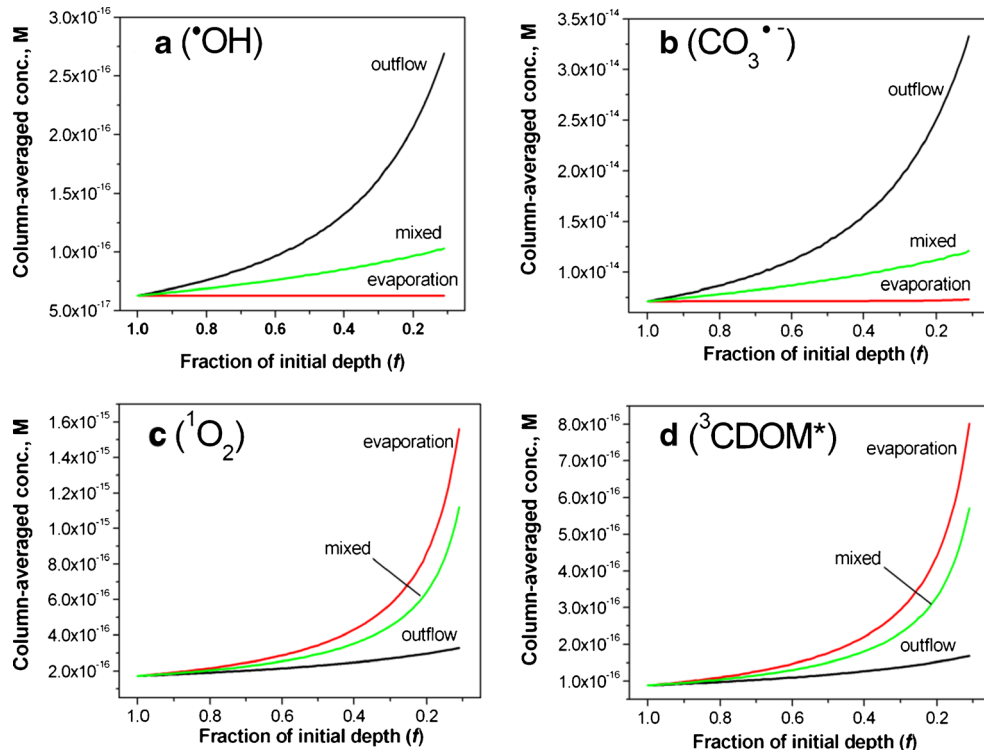 a (•OH)
Column-averaged conc., M
3.0x10⁻¹⁶
2.5x10⁻¹⁶
2.0x10⁻¹⁶
1.5x10⁻¹⁶
1.0x10⁻¹⁶
5.0x10⁻¹⁷
outflow
mixed
evaporation
1.0 0.8 0.6 0.4 0.2
Fraction of initial depth (f)
b (CO₃•⁻)
Column-averaged conc., M
3.5x10⁻¹⁴
3.0x10⁻¹⁴
2.5x10⁻¹⁴
2.0x10⁻¹⁴
1.5x10⁻¹⁴
1.0x10⁻¹⁴
outflow
mixed
evaporation
1.0 0.8 0.6 0.4 0.2
Fraction of initial depth (f)
c (¹O₂)
Column-averaged conc., M
1.6x10⁻¹⁵
1.4x10⁻¹⁵
1.2x10⁻¹⁵
1.0x10⁻¹⁵
8.0x10⁻¹⁶
6.0x10⁻¹⁶
4.0x10⁻¹⁶
2.0x10⁻¹⁶
evaporation
mixed
outflow
1.0 0.8 0.6 0.4 0.2
Fraction of initial depth (f)
d (³CDOM*)
Column-averaged conc., M
8.0x10⁻¹⁶
7.0x10⁻¹⁶
6.0x10⁻¹⁶
5.0x10⁻¹⁶
4.0x10⁻¹⁶
3.0x10⁻¹⁶
2.0x10⁻¹⁶
1.0x10⁻¹⁶
evaporation
mixed
outflow
1.0 0.8 0.6 0.4 0.2
Fraction of initial depth (f)